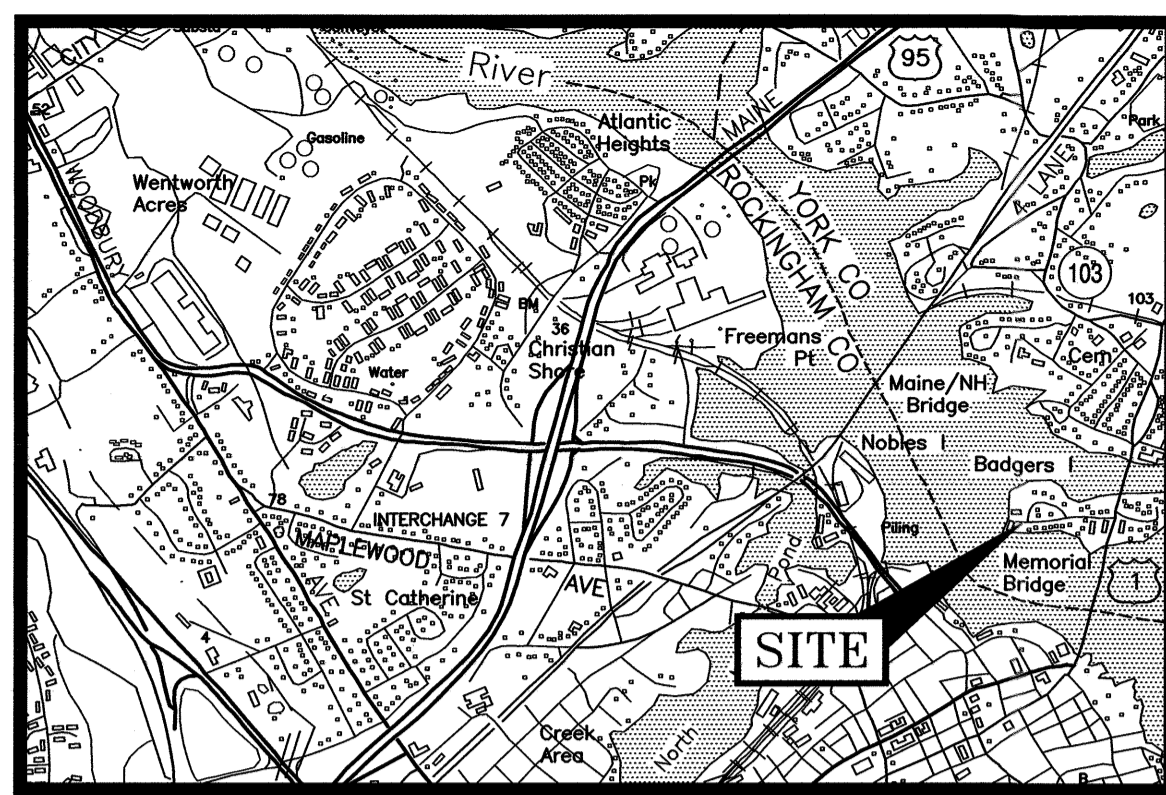 CITY
River
95
MAINE
Atlantic
Heights
Park
52
Gasoline
Pk
WOODBURY
Wentworth
Acres
YORK CO
ROCKINGHAM CO
LANE
103
103
BM
36
Christian
Shore
Freemans
Pt
Water
Cem
Maine/NH
Bridge
Nobles I
Badgers I
78
INTERCHANGE 7
MAPLEWOOD
AVE
AVE
St Catherine
Piling
Pond
Memorial
Bridge
1
SITE
4
Creek
Area
North
B